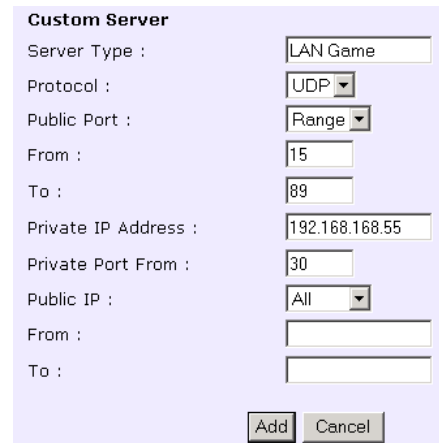 Custom Server
Server Type : LAN Game
Protocol : UDP
Public Port : Range
From : 15
To : 89
Private IP Address : 192.168.168.55
Private Port From : 30
Public IP : All
From :
To :
Add Cancel